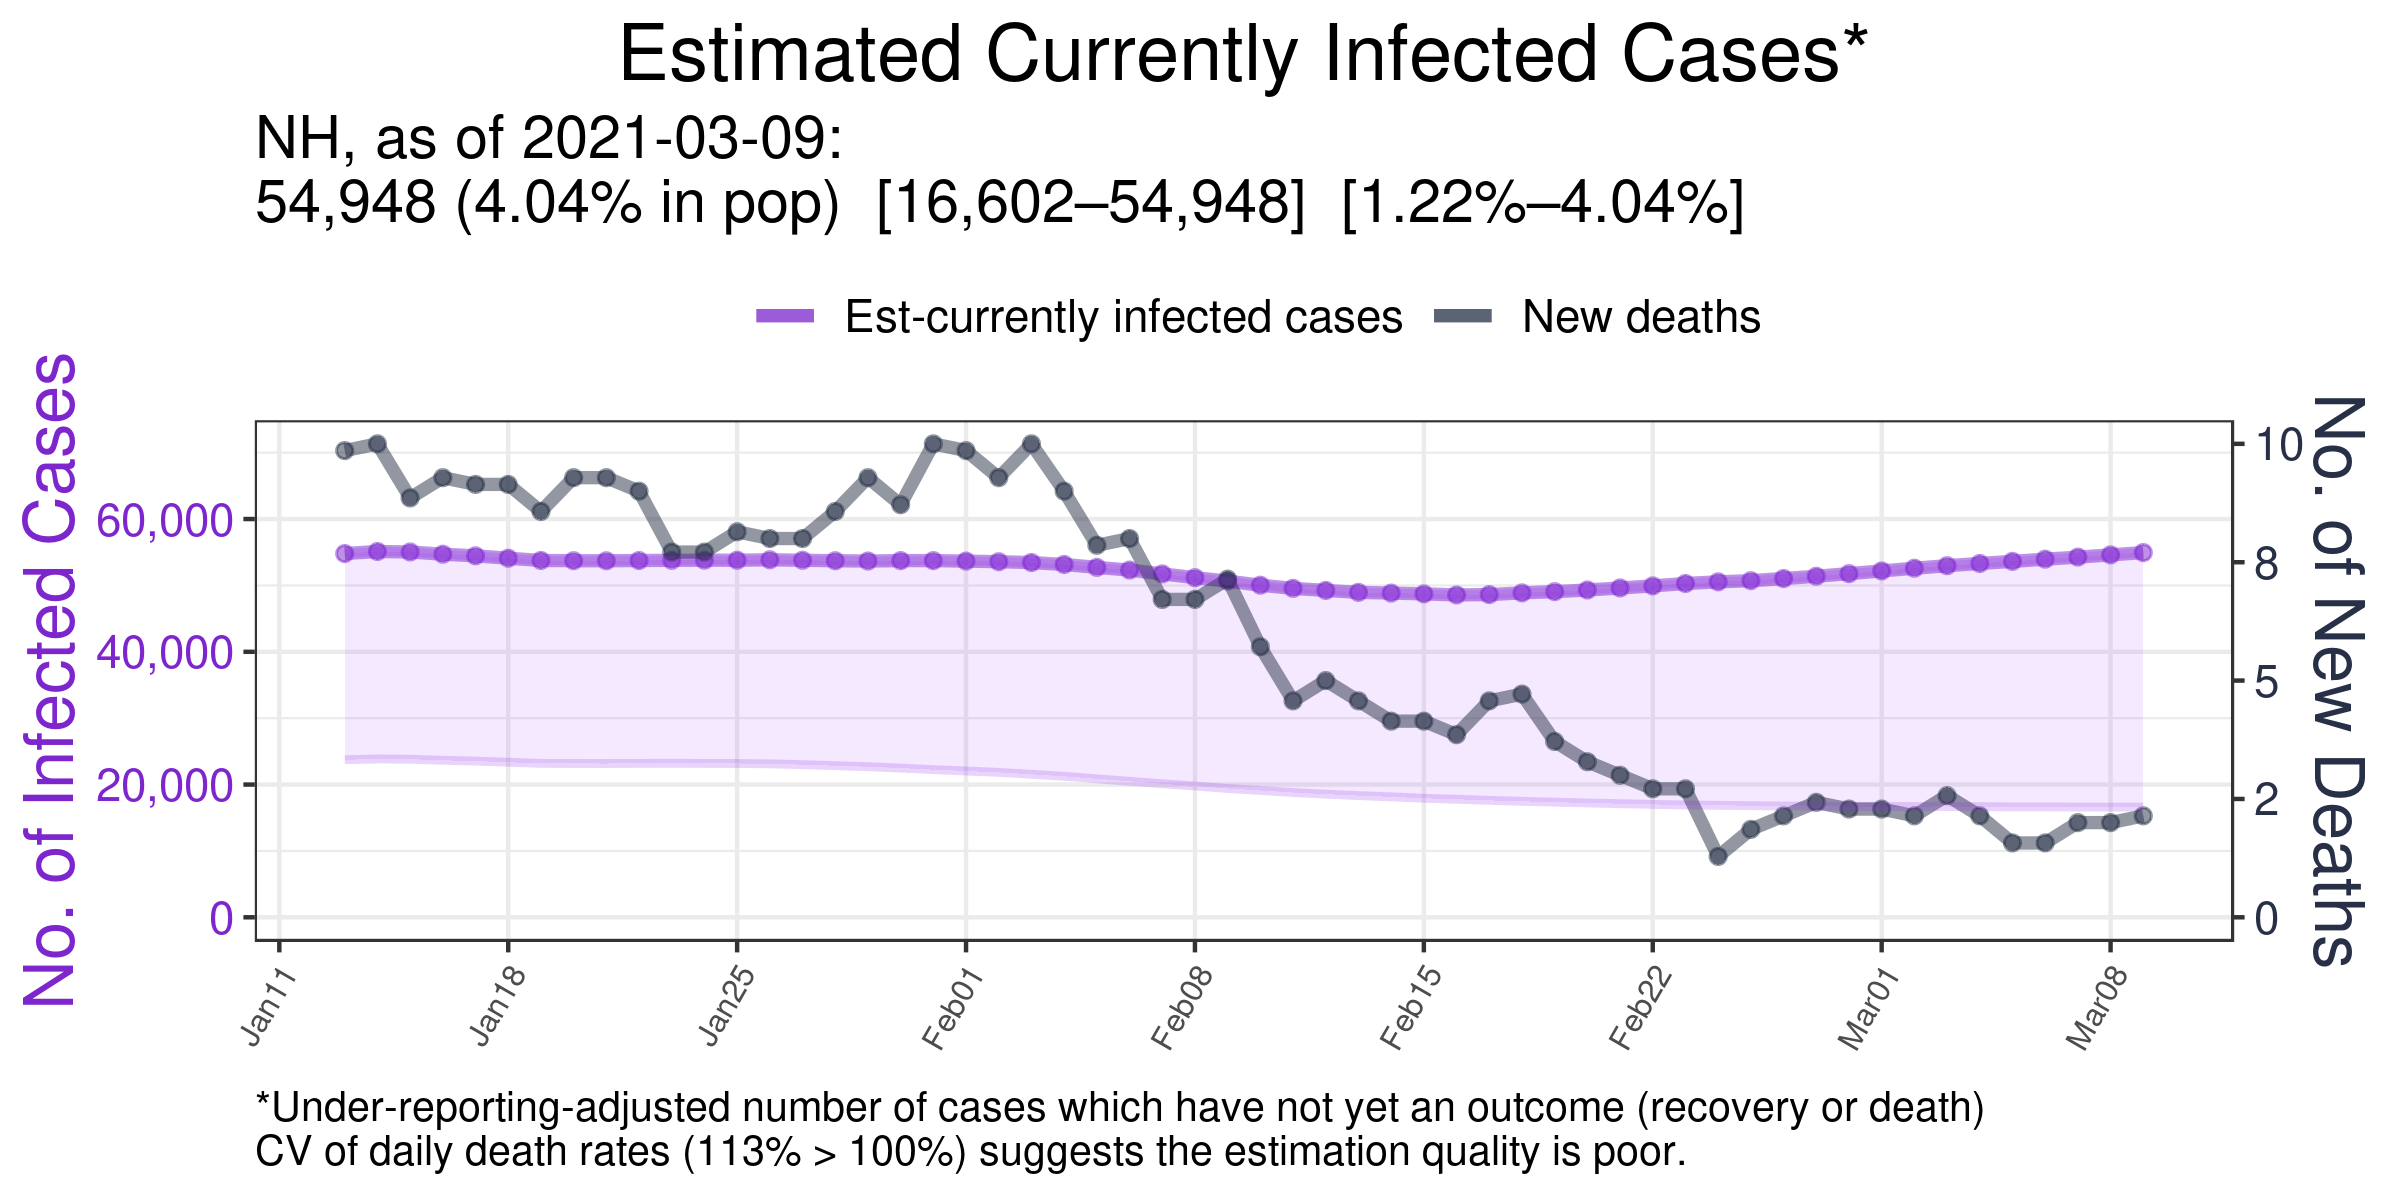 Estimated Currently Infected Cases*
NH, as of 2021-03-09:
54,948 (4.04% in pop)  [16,602–54,948]  [1.22%–4.04%]
Est-currently infected cases
New deaths
No. of Infected Cases
60,000
40,000
20,000
0
10
8
5
2
0
No. of New Deaths
Jan11
Jan18
Jan25
Feb01
Feb08
Feb15
Feb22
Mar01
Mar08
*Under-reporting-adjusted number of cases which have not yet an outcome (recovery or death)
CV of daily death rates (113% > 100%) suggests the estimation quality is poor.